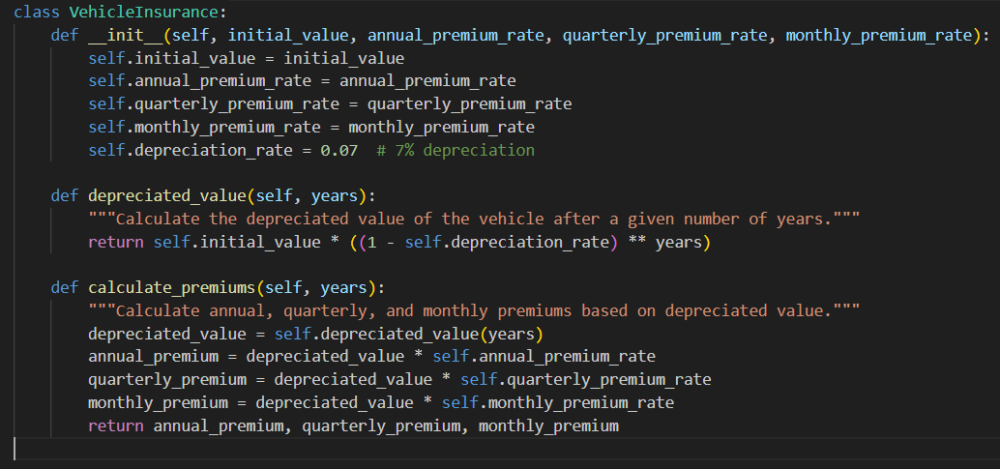 class VehicleInsurance:
    def __init__(self, initial_value, annual_premium_rate, quarterly_premium_rate, monthly_premium_rate):
        self.initial_value = initial_value
        self.annual_premium_rate = annual_premium_rate
        self.quarterly_premium_rate = quarterly_premium_rate
        self.monthly_premium_rate = monthly_premium_rate
        self.depreciation_rate = 0.07  # 7% depreciation

    def depreciated_value(self, years):
        """Calculate the depreciated value of the vehicle after a given number of years."""
        return self.initial_value * ((1 - self.depreciation_rate) ** years)

    def calculate_premiums(self, years):
        """Calculate annual, quarterly, and monthly premiums based on depreciated value."""
        depreciated_value = self.depreciated_value(years)
        annual_premium = depreciated_value * self.annual_premium_rate
        quarterly_premium = depreciated_value * self.quarterly_premium_rate
        monthly_premium = depreciated_value * self.monthly_premium_rate
        return annual_premium, quarterly_premium, monthly_premium